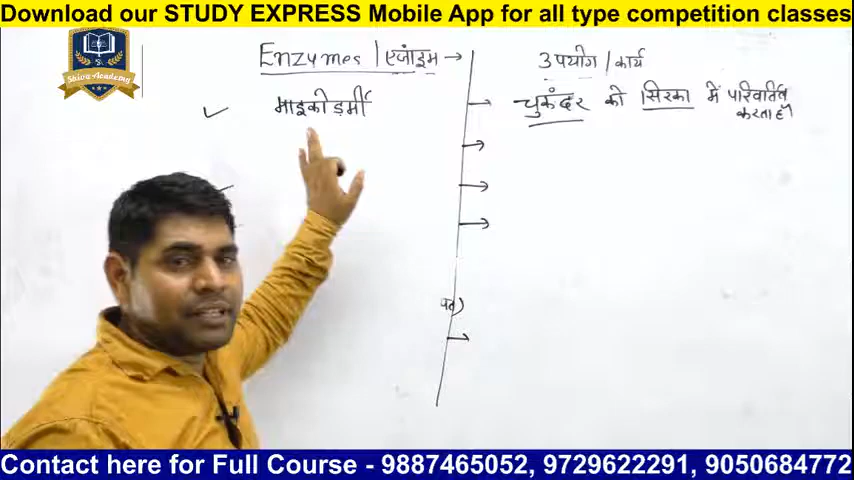 Download our STUDY EXPRESS Mobile App for all type competition classes
Shiva Academy
Enzymes / एजांइम → उपयोग / कार्य
माइकोडर्मी → चुकंदर को सिरका में परिवर्तित
करता है।
Contact here for Full Course - 9887465052, 9729622291, 9050684772